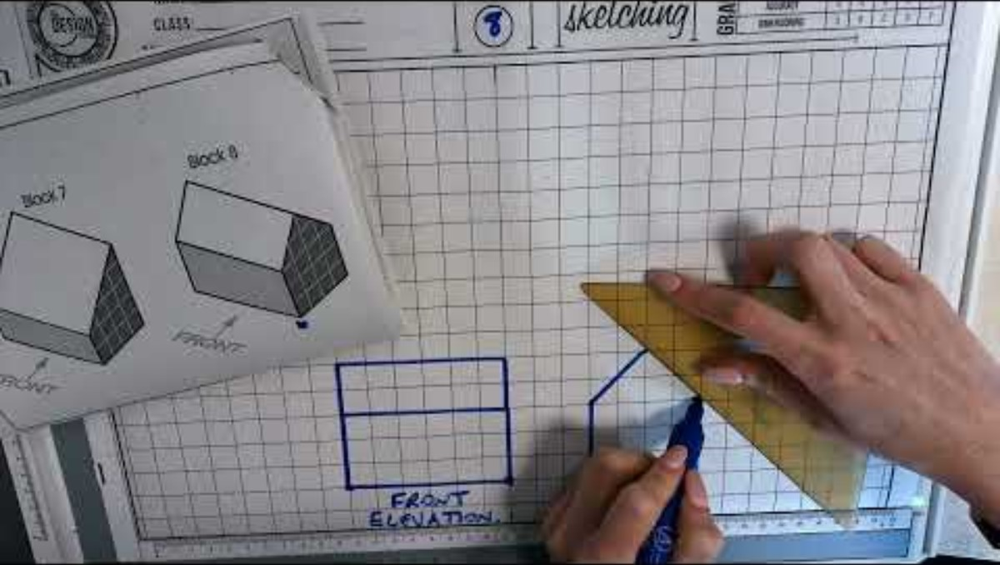 DESIGN
CLASS:
8
sketching
GRA
Block 7
Block 8
FRONT
FRONT
FRONT
ELEVATION.